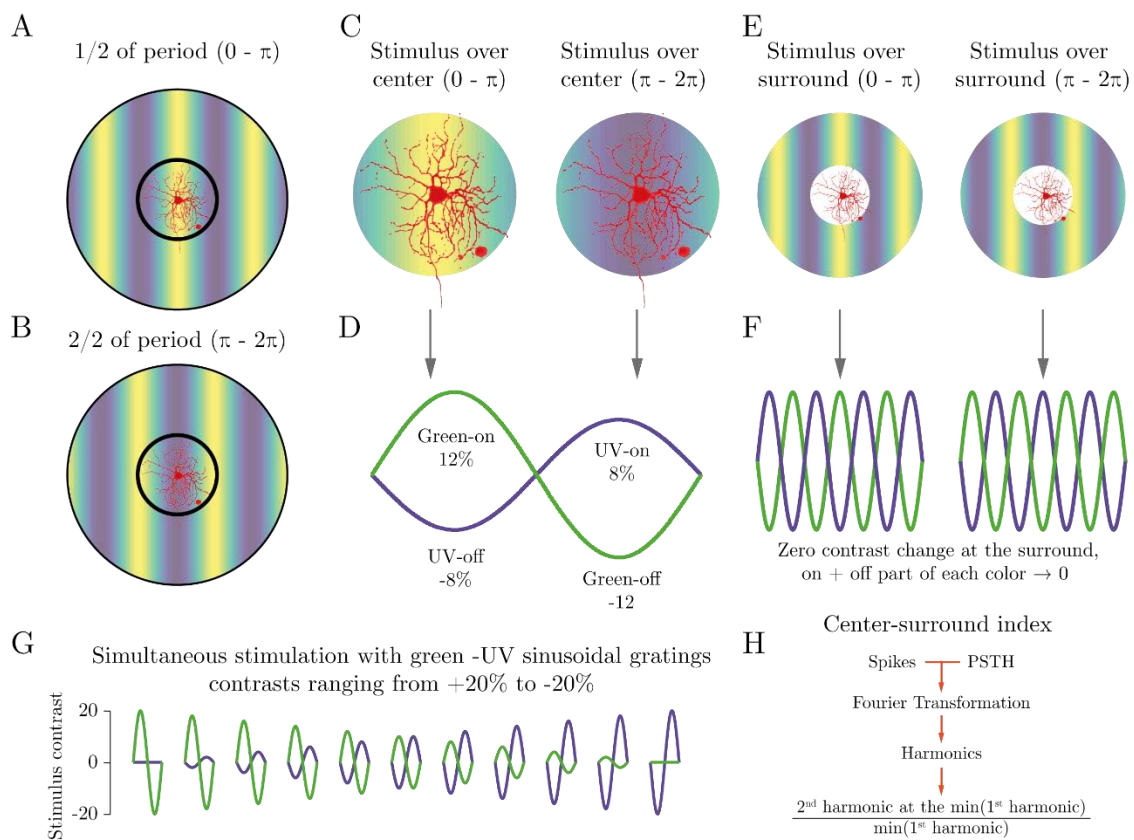 A
1/2 of period (0 - π)
B
2/2 of period (π - 2π)
C
Stimulus over
center (0 - π)
Stimulus over
center (π - 2π)
D
Green-on
12%
UV-on
8%
UV-off
-8%
Green-off
-12
E
Stimulus over
surround (0 - π)
Stimulus over
surround (π - 2π)
F
Zero contrast change at the surround,
on + off part of each color → 0
G
Simultaneous stimulation with green -UV sinusoidal gratings
contrasts ranging from +20% to -20%
Stimulus contrast
20
0
-20
H
Center-surround index
Spikes
PSTH
Fourier Transformation
Harmonics
2nd harmonic at the min(1st harmonic)
min(1st harmonic)